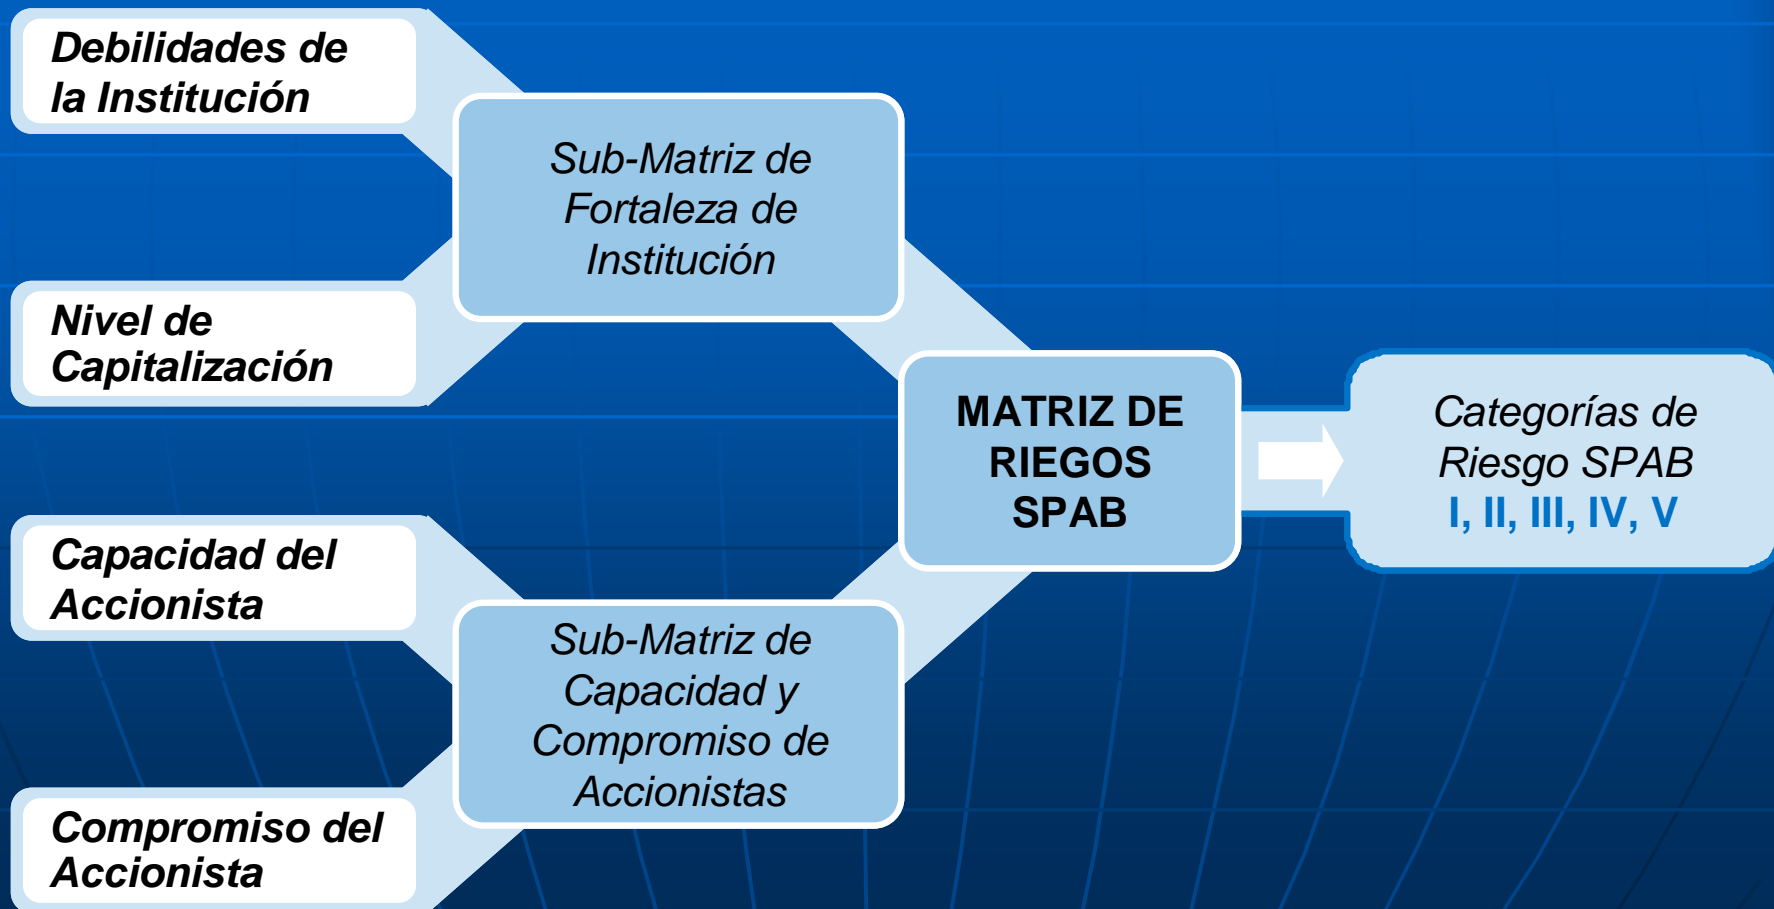 Debilidades de
la Institución
Sub-Matriz de
Fortaleza de
Institución
Nivel de
Capitalización
MATRIZ DE
RIEGOS
SPAB
Categorías de
Riesgo SPAB
I, II, III, IV, V
Capacidad del
Accionista
Sub-Matriz de
Capacidad y
Compromiso de
Accionistas
Compromiso del
Accionista